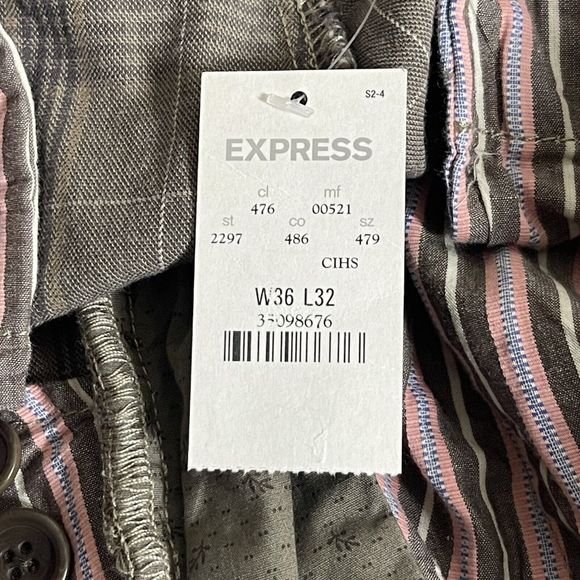 S2-4
EXPRESS
cl mf
476 00521
st co sz
2297 486 479
CIHS
W36 L32
35098676